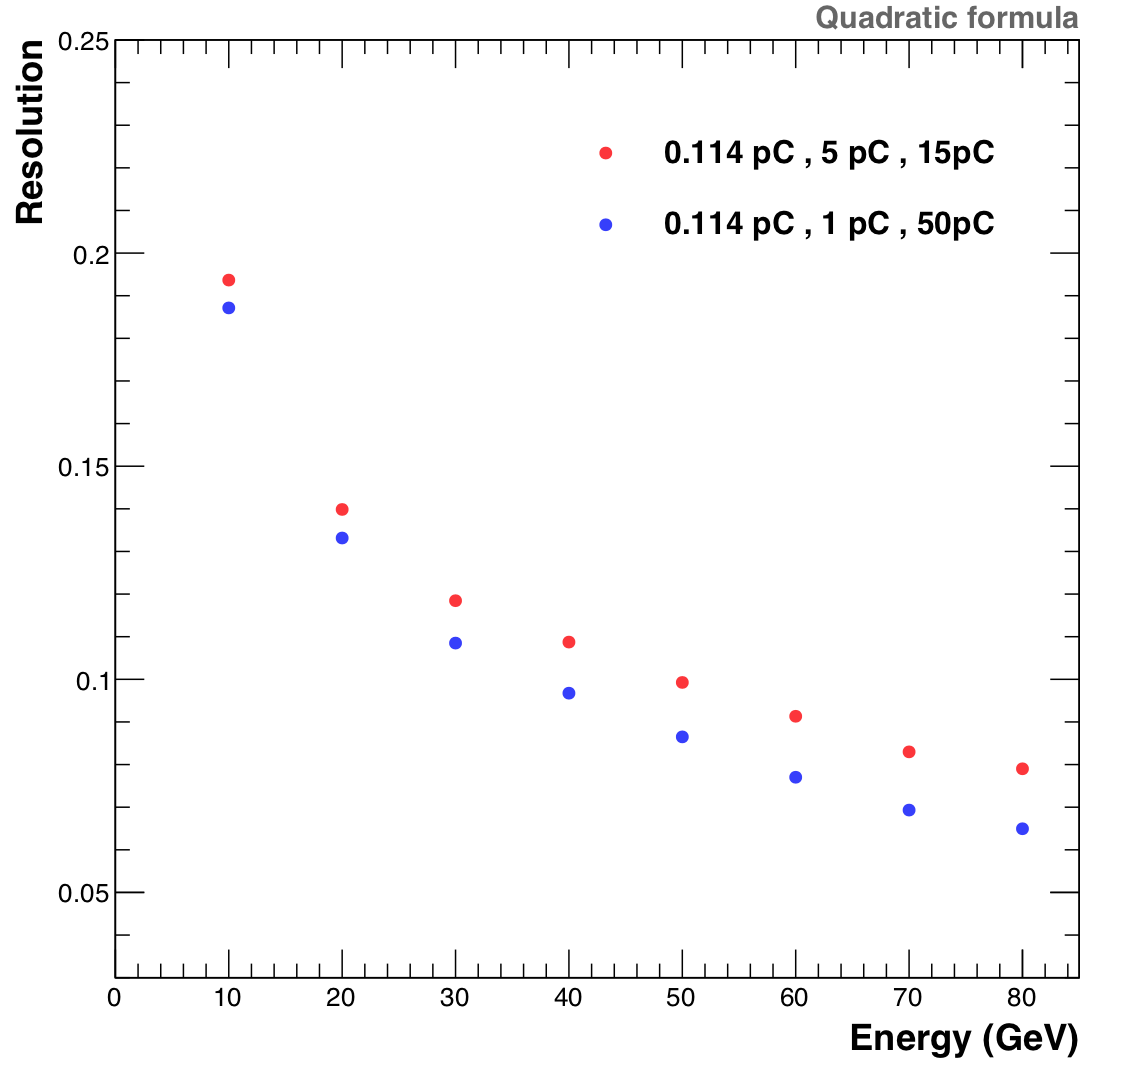 Quadratic formula
Resolution
0.25
0.2
0.15
0.1
0.05
0.114 pC , 5 pC , 15pC
0.114 pC , 1 pC , 50pC
0 10 20 30 40 50 60 70 80
Energy (GeV)